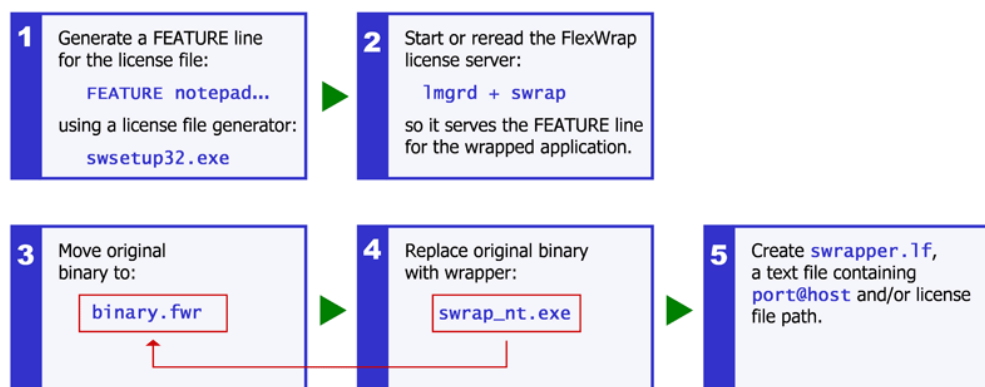 1
Generate a FEATURE line
for the license file:
FEATURE notepad...
using a license file generator:
swsetup32.exe
2
Start or reread the FlexWrap
license server:
lmgrd + swrap
so it serves the FEATURE line
for the wrapped application.
3
Move original
binary to:
binary.fwr
4
Replace original binary
with wrapper:
swrap_nt.exe
5
Create swrapper.lf,
a text file containing
port@host and/or license
file path.